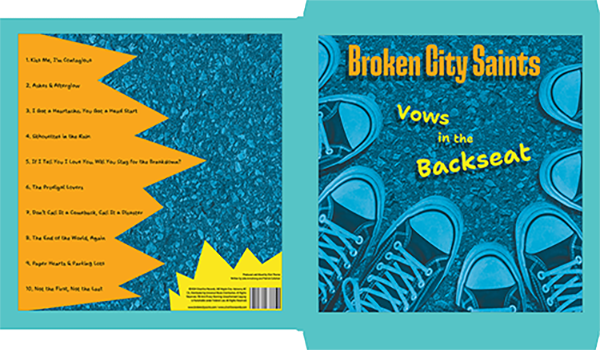 1. Kiss Me, I'm Contagious
2. Ashes & Afterglow
3. I Got a Heartache, You Got a Head Start
4. Silhouettes in the Rain
5. If I Tell You I Love You, Will You Stay for the Breakdown?
6. The Prodigal Lovers
7. Don't Call It a Comeback, Call It a Disaster
8. The End of the World, Again
9. Paper Hearts & Parting Lies
10. Not the First, Not the Last
Broken City Saints
Vows
in the
Backseat